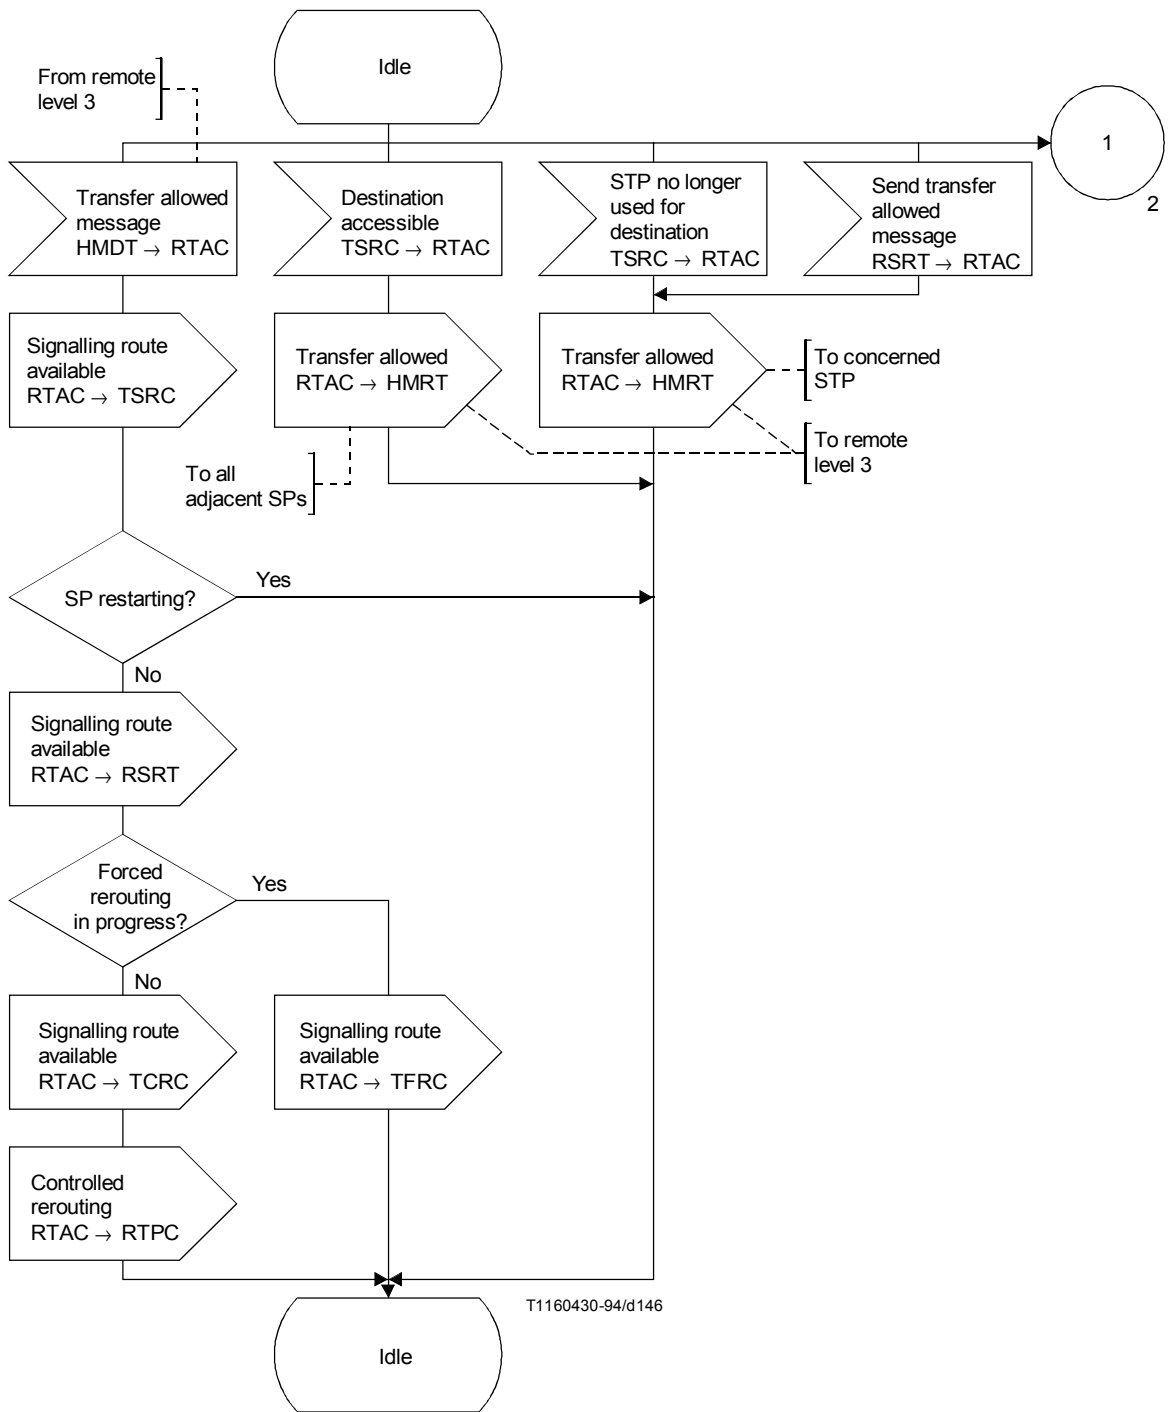 Idle
From remote
level 3
1
2
Transfer allowed
message
HMDT → RTAC
Destination
accessible
TSRC → RTAC
STP no longer
used for
destination
TSRC → RTAC
Send transfer
allowed
message
RSRT → RTAC
Signalling route
available
RTAC → TSRC
Transfer allowed
RTAC → HMRT
Transfer allowed
RTAC → HMRT
To concerned
STP
To remote
level 3
To all
adjacent SPs
SP restarting?
Yes
No
Signalling route
available
RTAC → RSRT
Forced
rerouting
in progress?
Yes
No
Signalling route
available
RTAC → TCRC
Signalling route
available
RTAC → TFRC
Controlled
rerouting
RTAC → RTPC
T1160430-94/d146
Idle